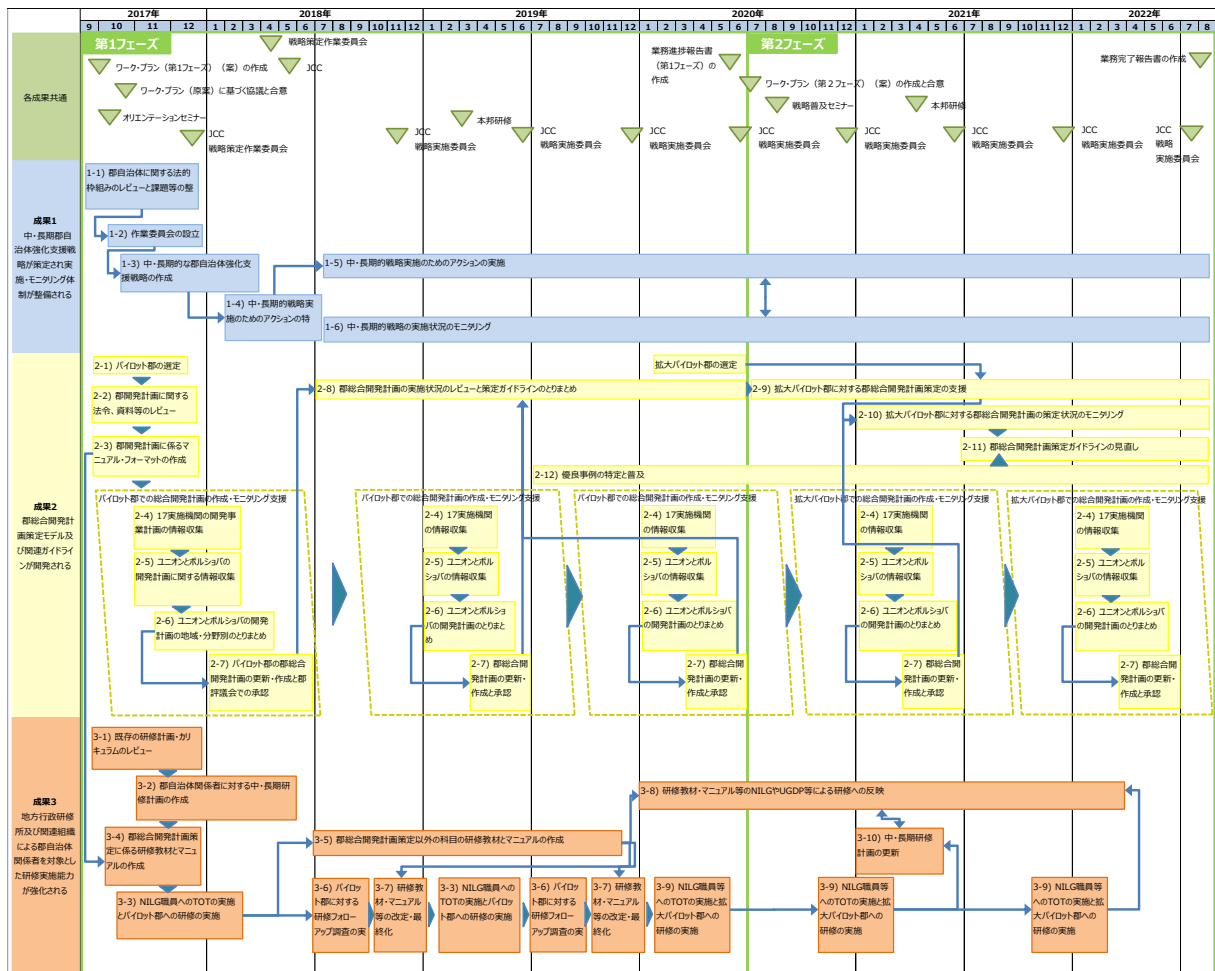 2017年 2018年 2019年 2020年 2021年 2022年
9 10 11 12 1 2 3 4 5 6 7 8 9 10 11 12 1 2 3 4 5 6 7 8 9 10 11 12 1 2 3 4 5 6 7 8 9 10 11 12 1 2 3 4 5 6 7 8 9 10 11 12 1 2 3 4 5 6 7 8
各成果共通
第1フェーズ
戦略策定作業委員会
ワーク・プラン（第1フェーズ）（案）の作成
JCC
ワーク・プラン（原案）に基づく協議と合意
オリエンテーションセミナー
JCC
戦略策定作業委員会
JCC
戦略実施委員会
本邦研修
JCC
戦略実施委員会
JCC
戦略実施委員会
業務進捗報告書
（第1フェーズ）の
作成
第2フェーズ
ワーク・プラン（第２フェーズ）（案）の作成と合意
戦略普及セミナー
JCC
戦略実施委員会
本邦研修
JCC
戦略実施委員会
JCC
戦略実施委員会
業務完了報告書の作成
JCC
戦略
実施委員会
成果1
中・長期郡自
治体強化支援戦
略が策定され実
施・モニタリング体
制が整備される
1-1) 郡自治体に関する法的
枠組みのレビューと課題等の整
1-2) 作業委員会の設立
1-3) 中・長期的な郡自治体強化支
援戦略の作成
1-4) 中・長期的戦略実
施のためのアクションの特
1-5) 中・長期的戦略実施のためのアクションの実施
1-6) 中・長期的戦略の実施状況のモニタリング
成果2
郡総合開発計
画策定モデル及
び関連ガイドライ
ンが開発される
2-1) パイロット郡の選定
2-2) 郡開発計画に関する
法令、資料等のレビュー
2-3) 郡開発計画に係るマ
ニュアル・フォーマットの作成
拡大パイロット郡の選定
2-8) 郡総合開発計画の実施状況のレビューと策定ガイドラインのとりまとめ
2-9) 拡大パイロット郡に対する郡総合開発計画策定の支援
2-10) 拡大パイロット郡に対する郡総合開発計画の策定状況のモニタリング
2-11) 郡総合開発計画策定ガイドラインの見直し
2-12) 優良事例の特定と普及
パイロット郡での総合開発計画の作成・モニタリング支援
2-4) 17実施機関の開発事
業計画の情報収集
2-5) ユニオンとポルショバの
開発計画に関する情報収集
2-6) ユニオンとポルショバの開発
計画の地域・分野別のとりまとめ
2-7) パイロット郡の郡総合
開発計画の更新・作成と郡
評議会での承認
パイロット郡での総合開発計画の作成・モニタリング支援
2-4) 17実施機関
の情報収集
2-5) ユニオンとポル
ショバの情報収集
2-6) ユニオンとポルショ
バの開発計画のとりまと
め
2-7) 郡総合開
発計画の更新・
作成と承認
パイロット郡での総合開発計画の作成・モニタリング支援
2-4) 17実施機関
の情報収集
2-5) ユニオンとポル
ショバの情報収集
2-6) ユニオンとポルショバ
の開発計画のとりまとめ
2-7) 郡総合開
発計画の更新・
作成と承認
拡大パイロット郡での総合開発計画の作成・モニタリング支援
2-4) 17実施機関
の情報収集
2-5) ユニオンとポル
ショバの情報収集
2-6) ユニオンとポルショバ
の開発計画のとりまとめ
2-7) 郡総合開
発計画の更新・
作成と承認
拡大パイロット郡での総合開発計画の作成・モニタリング支援
2-4) 17実施機関
の情報収集
2-5) ユニオンとポル
ショバの情報収集
2-6) ユニオンとポルショバ
の開発計画のとりまとめ
2-7) 郡総合開
発計画の更新・
作成と承認
成果3
地方行政研修
所及び関連組織
による郡自治体
関係者を対象とし
た研修実施能力
が強化される
3-1) 既存の研修計画・カリ
キュラムのレビュー
3-2) 郡自治体関係者に対する中・長期研
修計画の作成
3-4) 郡総合開発計画策
定に係る研修教材とマニュ
アルの作成
3-3) NILG職員へのTOTの実施
とパイロット郡への研修の実施
3-5) 郡総合開発計画策定以外の科目の研修教材とマニュアルの作成
3-6) パイロッ
ト郡に対する
研修フォロー
アップ調査の実
3-7) 研修教
材・マニュアル
等の改定・最
終化
3-3) NILG職員への
TOTの実施とパイロット
郡への研修の実施
3-6) パイロッ
ト郡に対する
研修フォロー
アップ調査の実
3-7) 研修教
材・マニュアル
等の改定・最
終化
3-8) 研修教材・マニュアル等のNILGやUGDP等による研修への反映
3-9) NILG職員等
へのTOTの実施と拡
大パイロット郡への
研修の実施
3-10) 中・長期研修
計画の更新
3-9) NILG職員等
へのTOTの実施と拡
大パイロット郡への
研修の実施
3-9) NILG職員等
へのTOTの実施と拡
大パイロット郡への
研修の実施